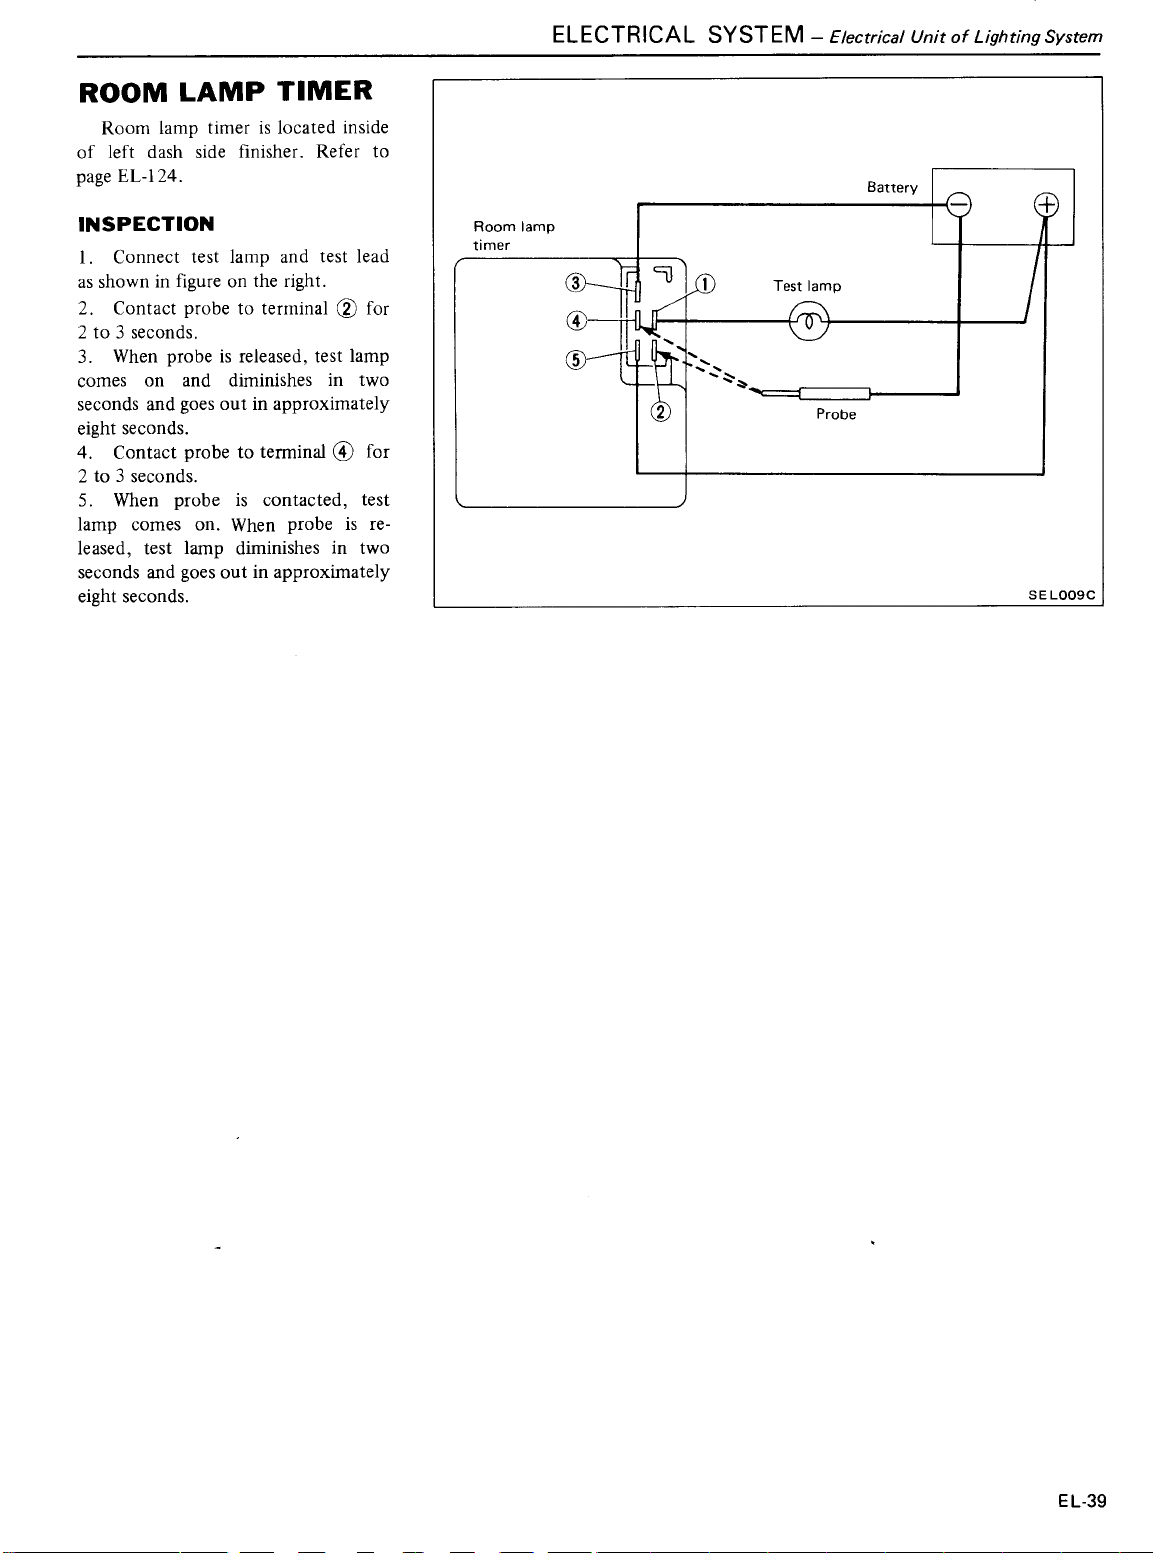 ELECTRICAL SYSTEM – Electrical Unit of Lighting System
ROOM LAMP TIMER
Room lamp timer is located inside
of left dash side finisher. Refer to
page EL-124.
INSPECTION
1. Connect test lamp and test lead
as shown in figure on the right.
2. Contact probe to terminal ② for
2 to 3 seconds.
3. When probe is released, test lamp
comes on and diminishes in two
seconds and goes out in approximately
eight seconds.
4. Contact probe to terminal ④ for
2 to 3 seconds.
5. When probe is contacted, test
lamp comes on. When probe is re-
leased, test lamp diminishes in two
seconds and goes out in approximately
eight seconds.
Battery
− +
Room lamp
timer
③ ①
Test lamp
④
⑤
②
Probe
SEL009C
EL-39